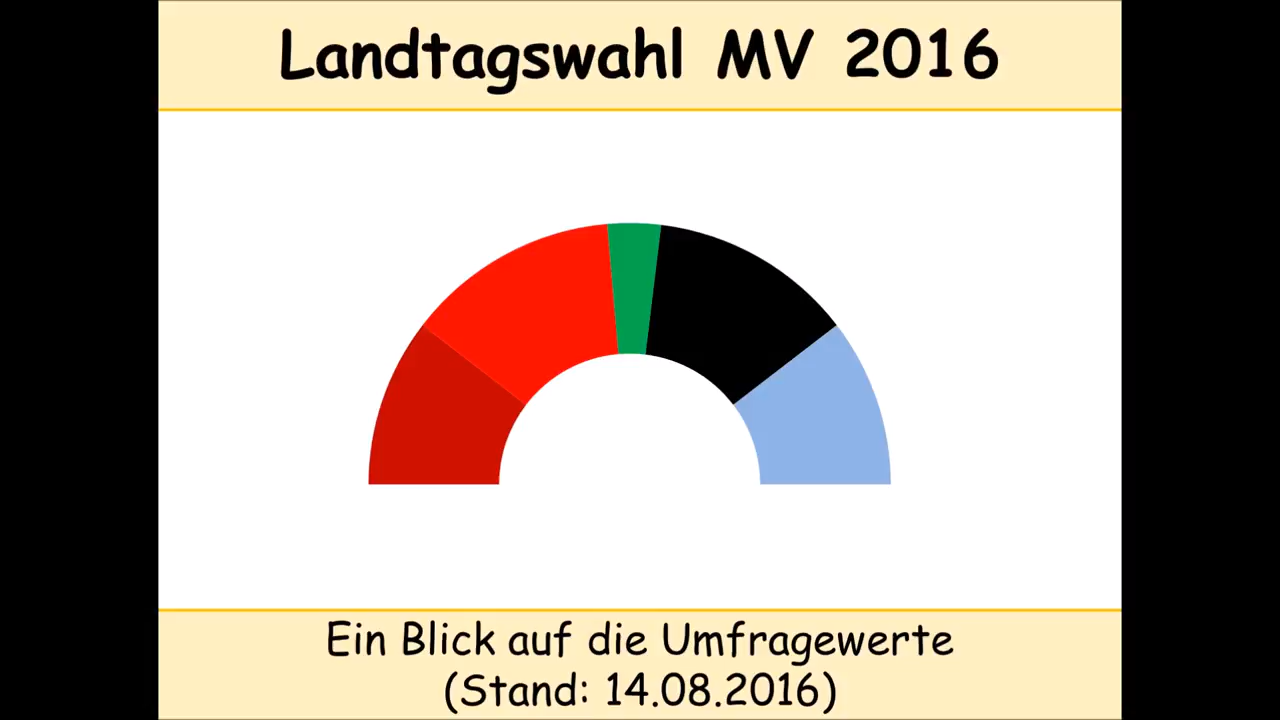 Landtagswahl MV 2016
Ein Blick auf die Umfragewerte
(Stand: 14.08.2016)